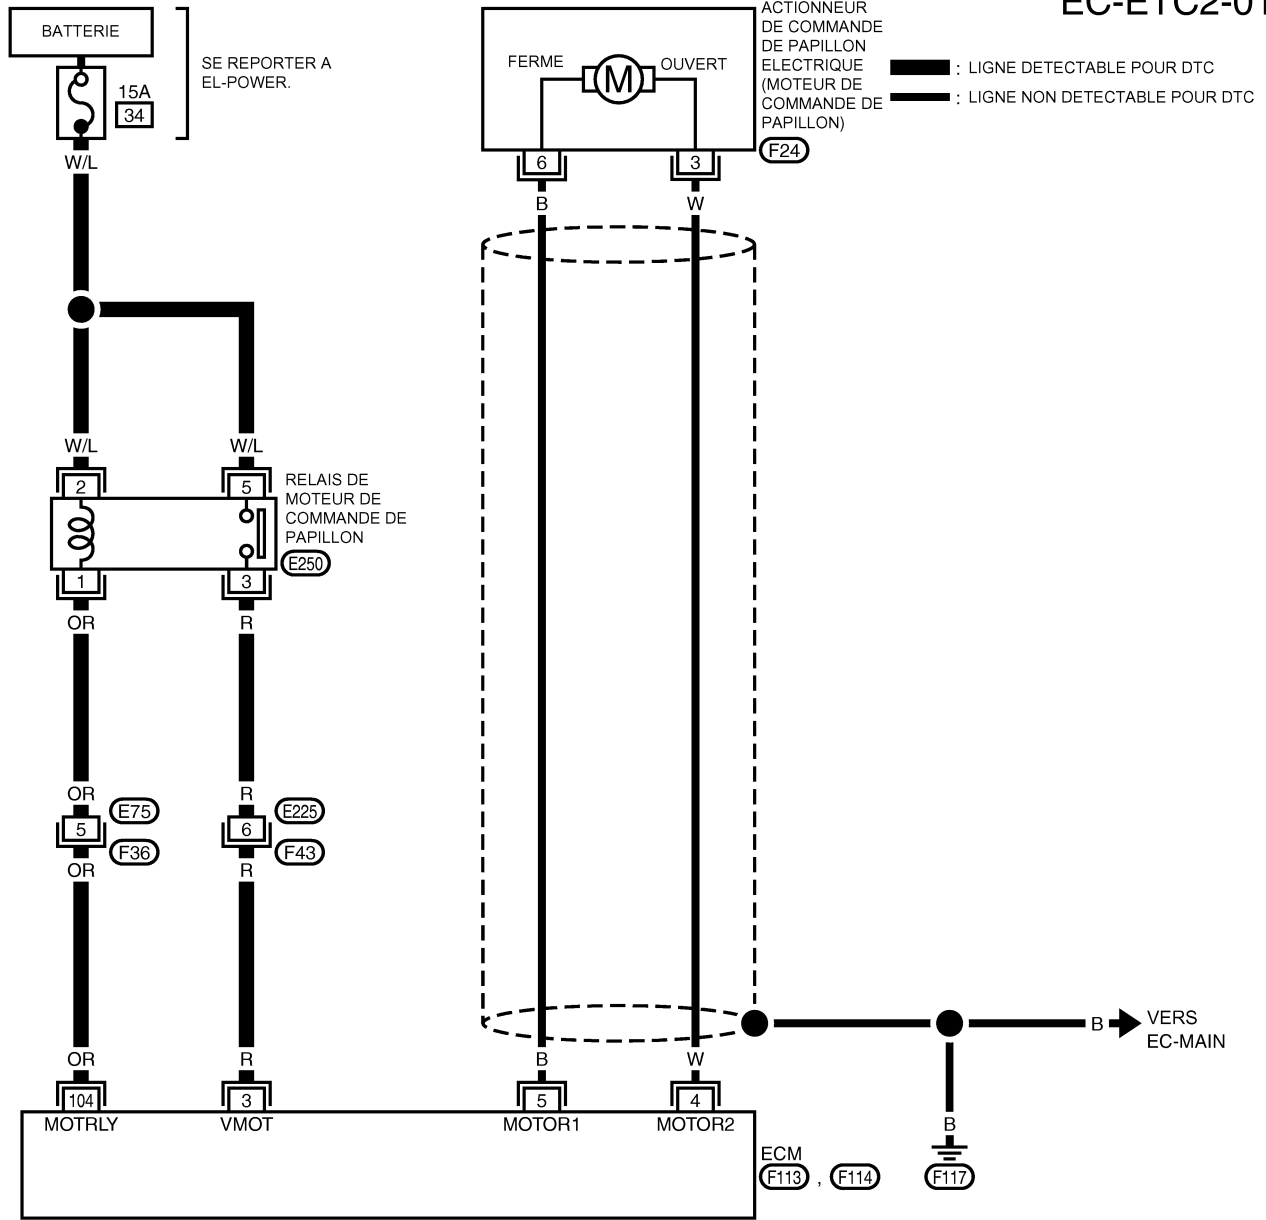 EC-ETC2-01
BATTERIE
SE REPORTER A
EL-POWER.
15A
34
W/L
ACTIONNEUR
DE COMMANDE
DE PAPILLON
ELECTRIQUE
(MOTEUR DE
COMMANDE DE
PAPILLON)
F24
FERME
M
OUVERT
: LIGNE DETECTABLE POUR DTC
: LIGNE NON DETECTABLE POUR DTC
6
3
B
W
W/L
W/L
2
5
RELAIS DE
MOTEUR DE
COMMANDE DE
PAPILLON
E250
1
3
OR
R
OR
R
E75
E225
5
6
F36
F43
OR
R
B
VERS
EC-MAIN
OR
R
B
W
104
3
5
4
MOTRLY
VMOT
MOTOR1
MOTOR2
B
ECM
F113 , F114
F117